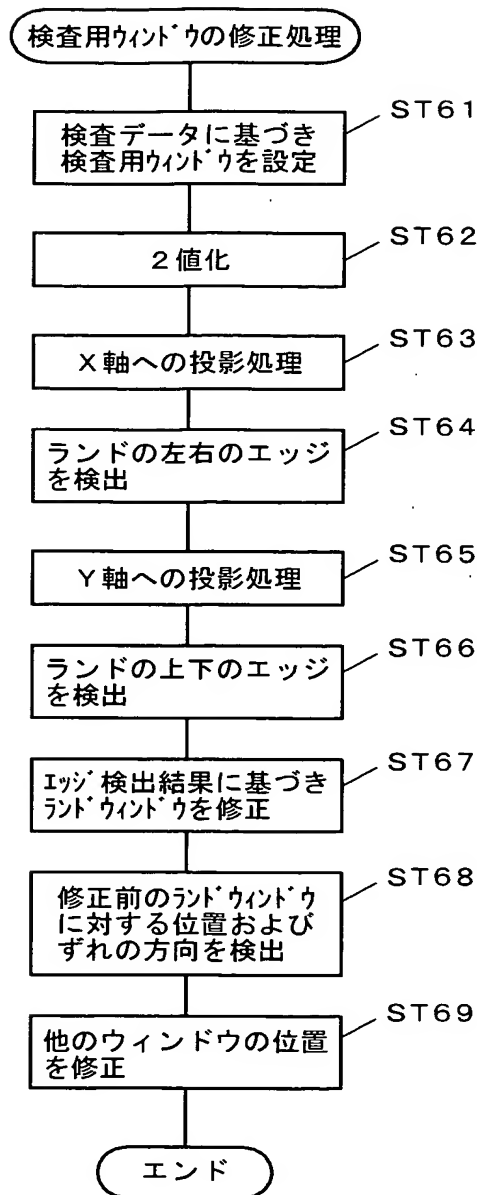 検査用ウィンドウの修正処理
ST61
検査データに基づき
検査用ウィンドウを設定
ST62
2値化
ST63
X軸への投影処理
ST64
ランドの左右のエッジ
を検出
ST65
Y軸への投影処理
ST66
ランドの上下のエッジ
を検出
ST67
エッジ検出結果に基づき
ランドウィンドウを修正
ST68
修正前のランドウィンドウ
に対する位置および
ずれの方向を検出
ST69
他のウィンドウの位置
を修正
エンド